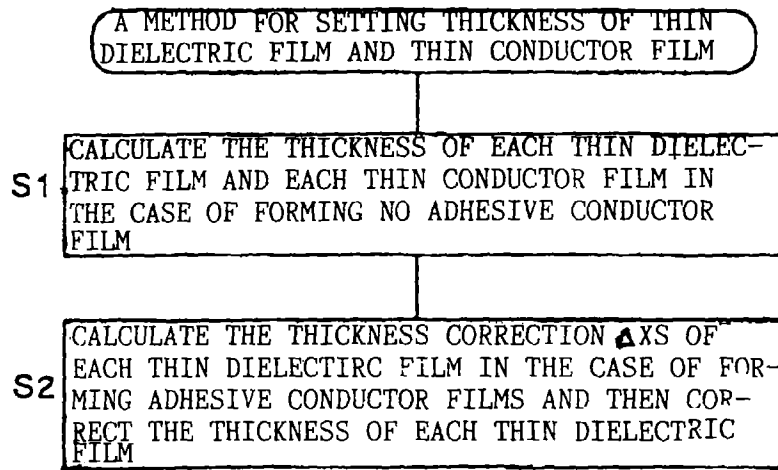 A METHOD FOR SETTING THICKNESS OF THIN
DIELECTRIC FILM AND THIN CONDUCTOR FILM
S1
CALCULATE THE THICKNESS OF EACH THIN DIELEC-
TRIC FILM AND EACH THIN CONDUCTOR FILM IN
THE CASE OF FORMING NO ADHESIVE CONDUCTOR
FILM
S2
CALCULATE THE THICKNESS CORRECTION ΔXS OF
EACH THIN DIELECTIRC FILM IN THE CASE OF FOR-
MING ADHESIVE CONDUCTOR FILMS AND THEN COR-
RECT THE THICKNESS OF EACH THIN DIELECTRIC
FILM